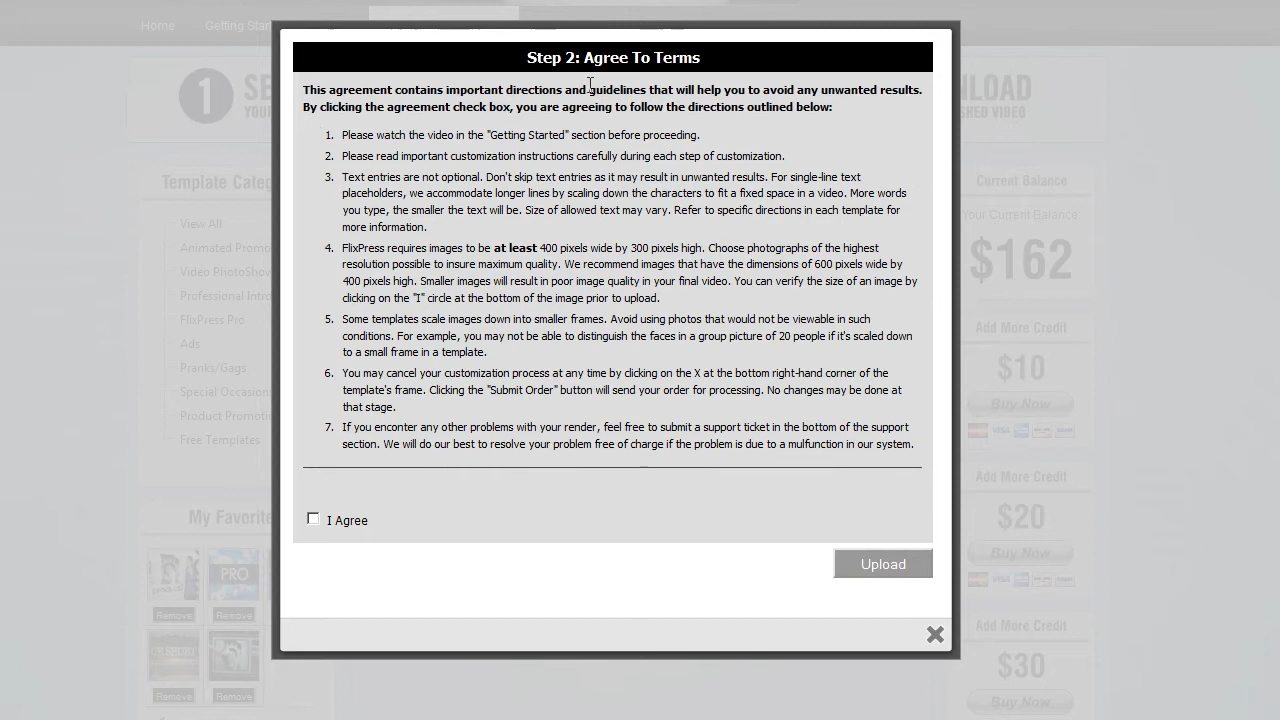 Home
Getting Star
1
SE
NLOAD
SHED VIDEO
Step 2: Agree To Terms
This agreement contains important directions and guidelines that will help you to avoid any unwanted results.
By clicking the agreement check box, you are agreeing to follow the directions outlined below:
1. Please watch the video in the "Getting Started" section before proceeding.
2. Please read important customization instructions carefully during each step of customization.
3. Text entries are not optional. Don't skip text entries as it may result in unwanted results. For single-line text
placeholders, we accommodate longer lines by scaling down the characters to fit a fixed space in a video. More words
you type, the smaller the text will be. Size of allowed text may vary. Refer to specific directions in each template for
more information.
4. FlixPress requires images to be at least 400 pixels wide by 300 pixels high. Choose photographs of the highest
resolution possible to insure maximum quality. We recommend images that have the dimensions of 600 pixels wide by
400 pixels high. Smaller images will result in poor image quality in your final video. You can verify the size of an image by
clicking on the "I" circle at the bottom of the image prior to upload.
5. Some templates scale images down into smaller frames. Avoid using photos that would not be viewable in such
conditions. For example, you may not be able to distinguish the faces in a group picture of 20 people if it's scaled down
to a small frame in a template.
6. You may cancel your customization process at any time by clicking on the X at the bottom right-hand corner of the
template's frame. Clicking the "Submit Order" button will send your order for processing. No changes may be done at
that stage.
7. If you enconter any other problems with your render, feel free to submit a support ticket in the bottom of the support
section. We will do our best to resolve your problem free of charge if the problem is due to a mulfunction in our system.
I Agree
Upload
Template Categ
View All
Animated Promo
Video PhotoShow
Professional Intro
FlixPress Pro
Ads
Pranks/Gags
Special Occasion
Product Promoti
Free Templates
My Favorite
PRO
Remove
Remove
Remove
Remove
Current Balance
Your Current Balance:
$162
Add More Credit
$10
Buy Now
Add More Credit
$20
Buy Now
Add More Credit
$30
Buy Now